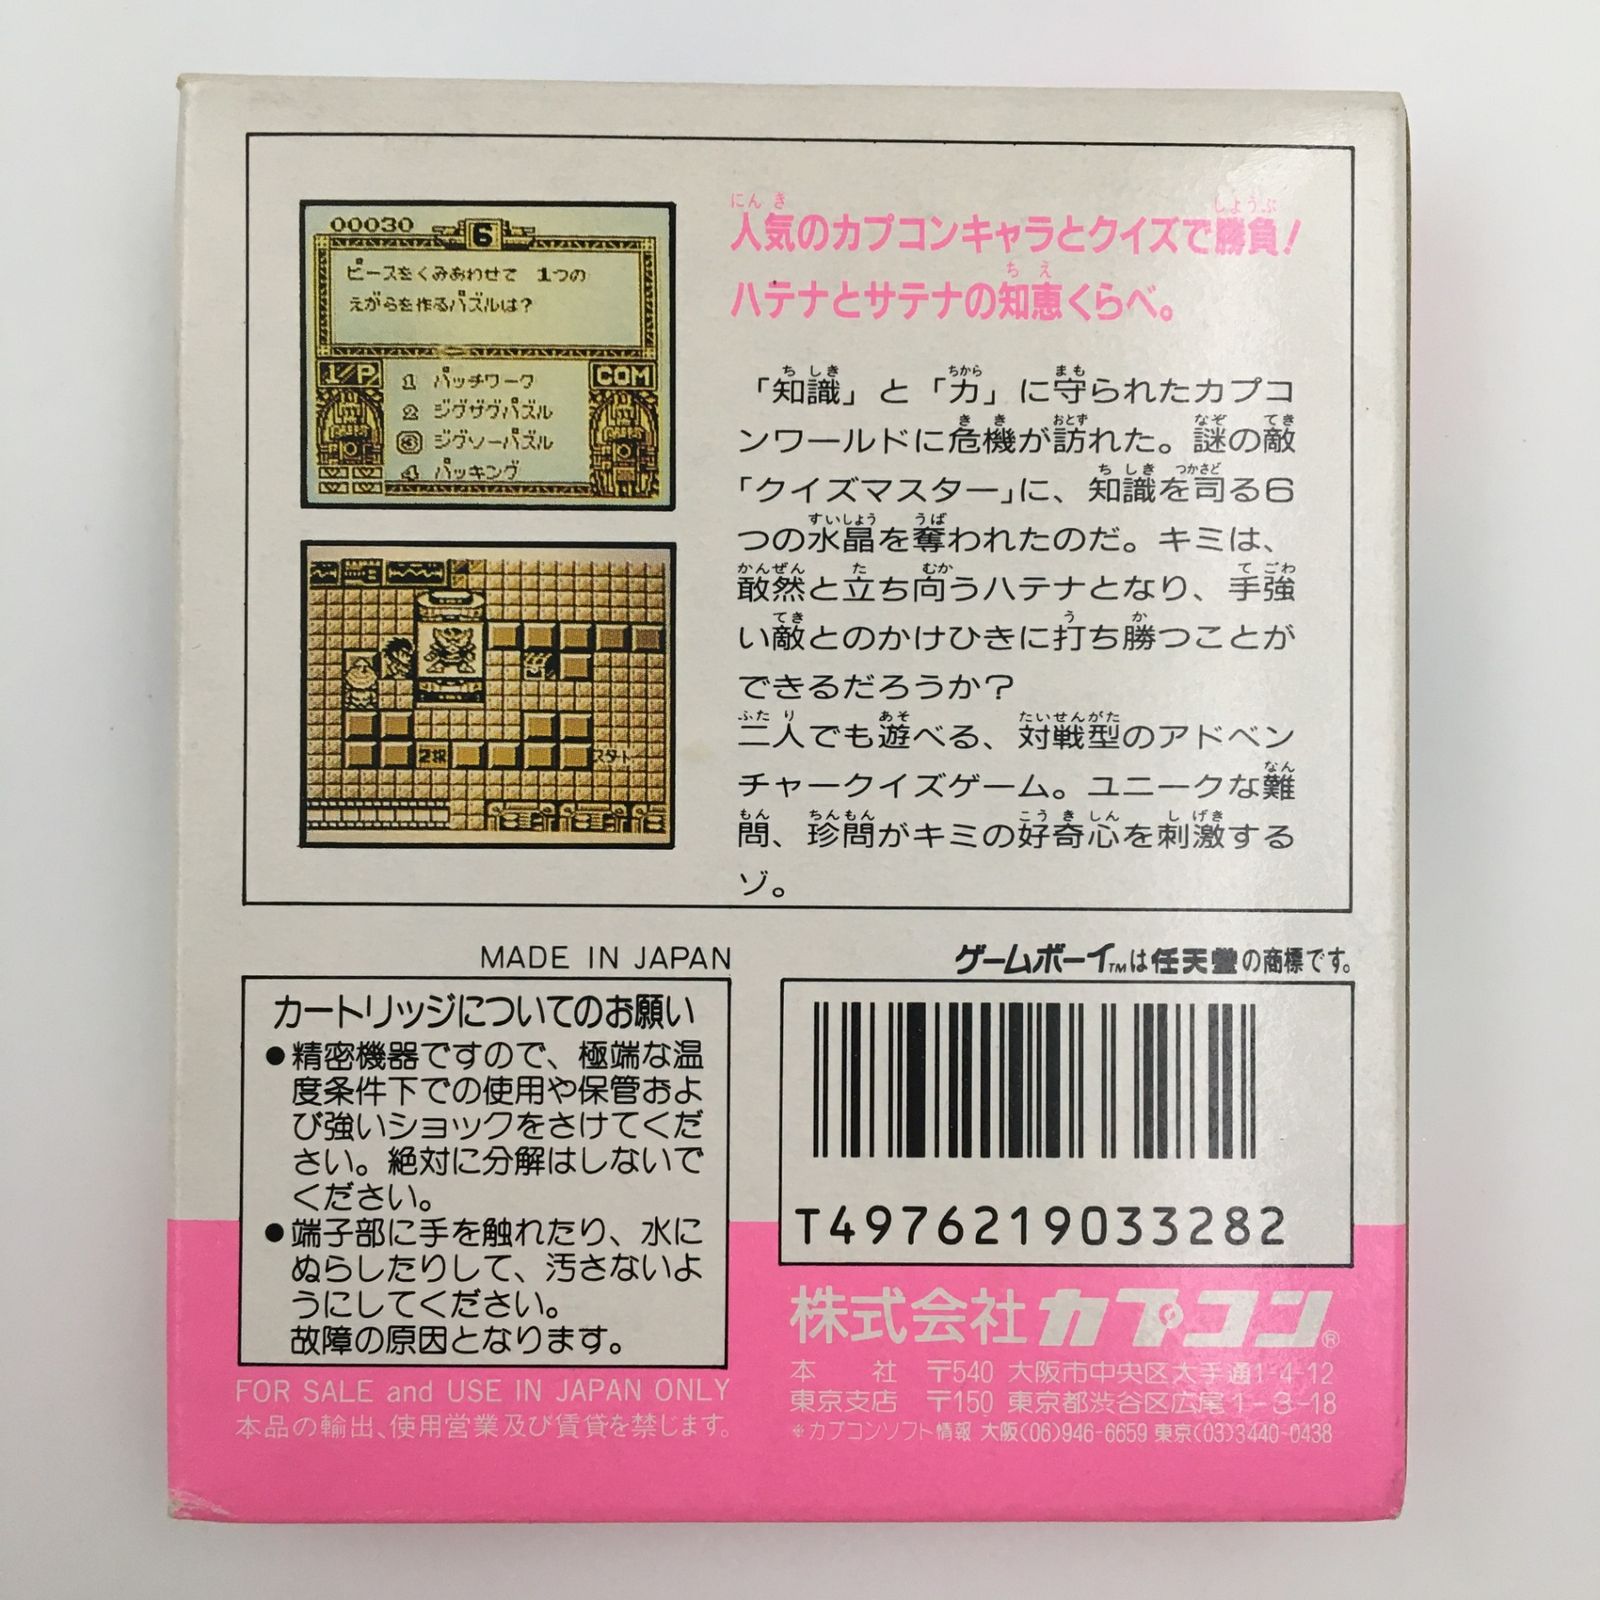 00030
6
ピースをくみあわせて 1つの
えがらを作るパズルは?
1/P
COM
1 パッチワーク
2 ジグザグパズル
③ ジグソーパズル
4 パッキング
2択
スタート
人気のカプコンキャラとクイズで勝負!
ハテナとサテナの知恵くらべ。
「知識」と「力」に守られたカプコ
ンワールドに危機が訪れた。謎の敵
「クイズマスター」に、知識を司る6
つの水晶を奪われたのだ。キミは、
敢然と立ち向うハテナとなり、手強
い敵とのかけひきに打ち勝つことが
できるだろうか?
二人でも遊べる、対戦型のアドベン
チャークイズゲーム。ユニークな難
問、珍問がキミの好奇心を刺激する
ゾ。
MADE IN JAPAN
カートリッジについてのお願い
●精密機器ですので、極端な温
度条件下での使用や保管およ
び強いショックをさけてくだ
さい。絶対に分解はしないで
ください。
●端子部に手を触れたり、水に
ぬらしたりして、汚さないよ
うにしてください。
故障の原因となります。
FOR SALE and USE IN JAPAN ONLY
本品の輸出、使用営業及び賃貸を禁じます。
ゲームボーイ™は任天堂の商標です。
T4976219033282
株式会社カプコン®
本 社 〒540 大阪市中央区大手通1-4-12
東京支店 〒150 東京都渋谷区広尾1-3-18
※カプコンソフト情報 大阪(06)946-6659 東京(03)3440-0438